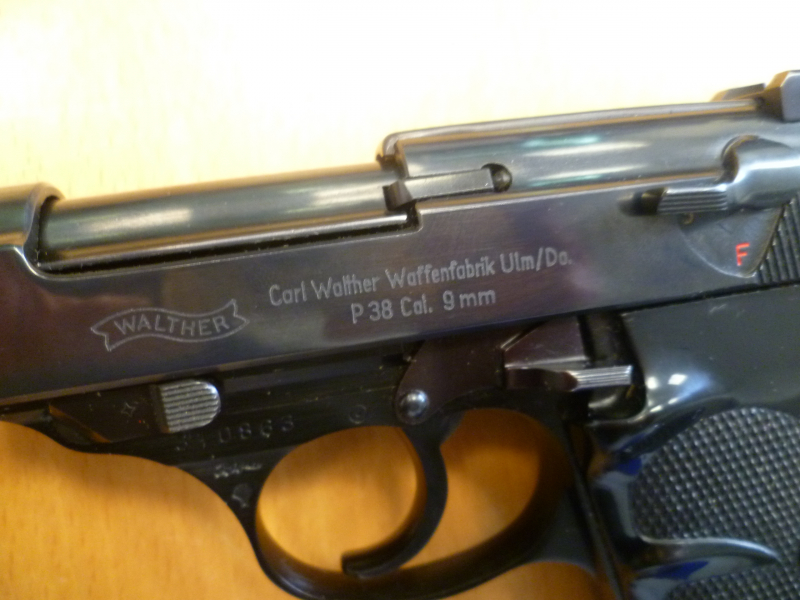 WALTHER
Carl Walther Waffenfabrik Ulm/Do.
P 38 Cal. 9 mm
F